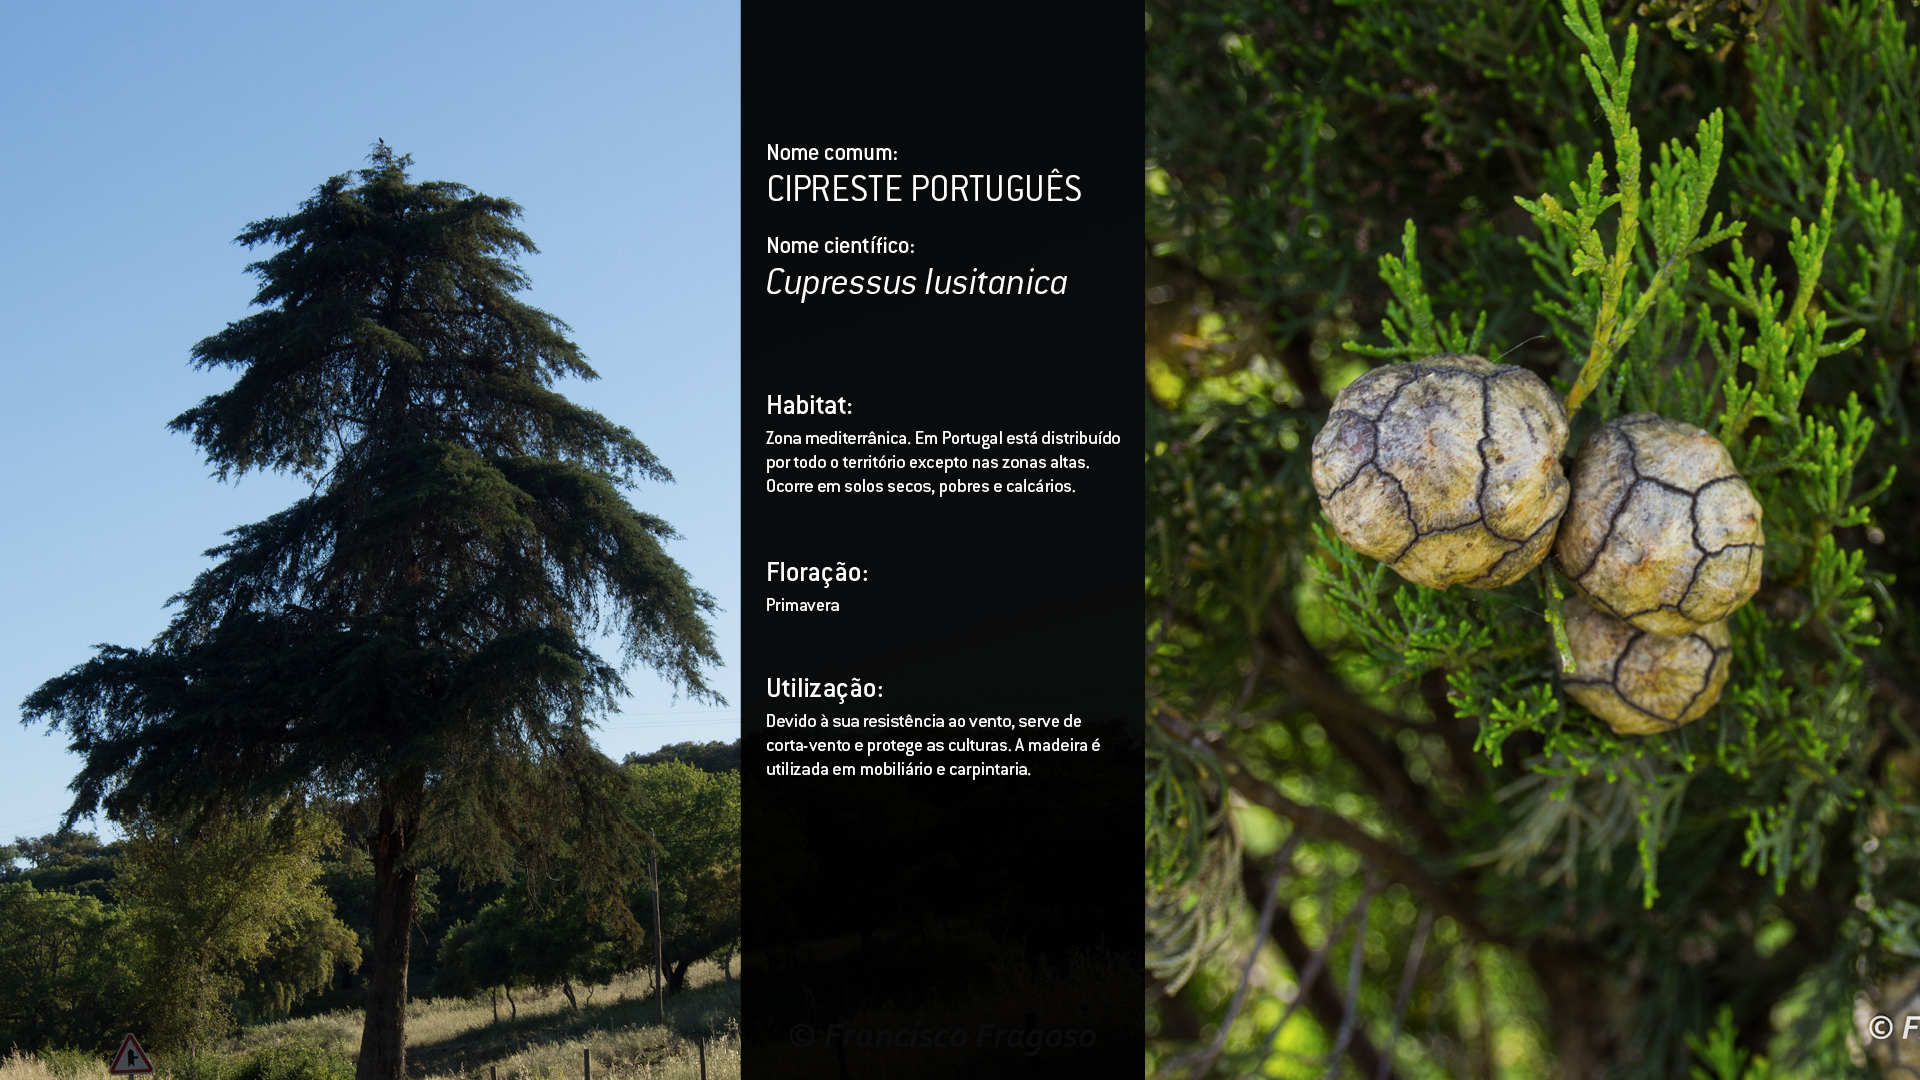 Nome comum:
CIPRESTE PORTUGUÊS
Nome científico:
Cupressus lusitanica
Habitat:
Zona mediterrânica. Em Portugal está distribuído
por todo o território excepto nas zonas altas.
Ocorre em solos secos, pobres e calcários.
Floração:
Primavera
Utilização:
Devido à sua resistência ao vento, serve de
corta-vento e protege as culturas. A madeira é
utilizada em mobiliário e carpintaria.
© Francisco Fragoso
© F